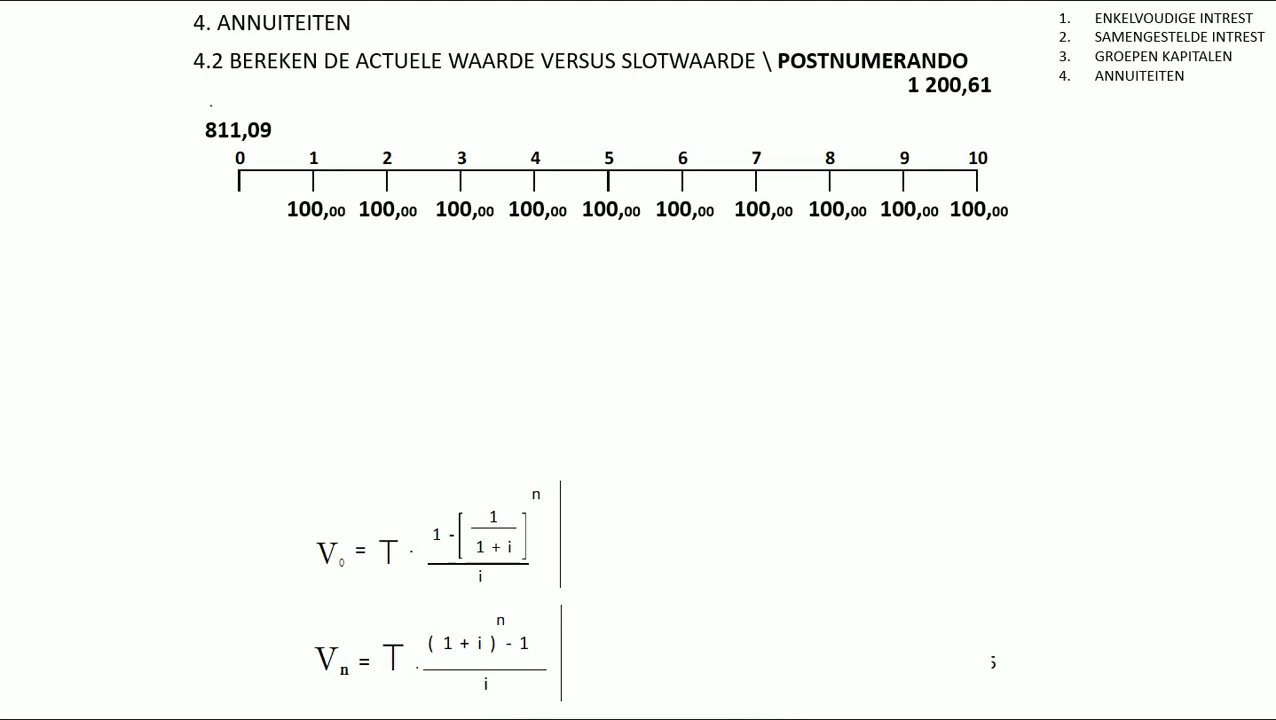 4. ANNUITEITEN
4.2 BEREKEN DE ACTUELE WAARDE VERSUS SLOTWAARDE \ POSTNUMERANDO
1 200,61
811,09
0 1 2 3 4 5 6 7 8 9 10
100,00 100,00 100,00 100,00 100,00 100,00 100,00 100,00 100,00 100,00
1. ENKELVOUDIGE INTREST
2. SAMENGESTELDE INTREST
3. GROEPEN KAPITALEN
4. ANNUITEITEN
n
1
V₀ = T · 1 - [ 1 + i ]
i
n
Vn = T . ( 1 + i ) - 1
i